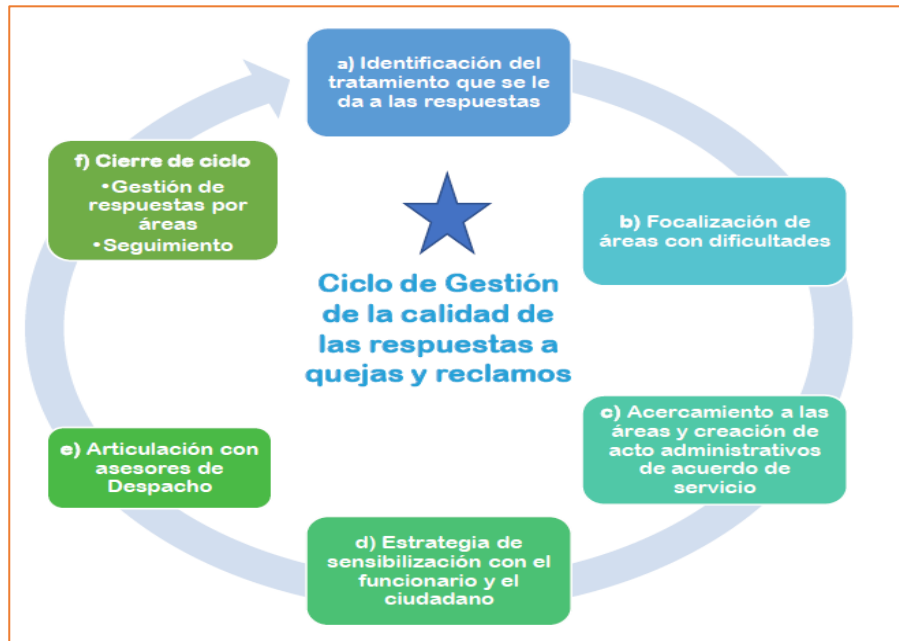 a) Identificación del
tratamiento que se le
da a las respuestas
b) Focalización de
áreas con dificultades
c) Acercamiento a las
áreas y creación de
acto administrativos
de acuerdo de
servicio
d) Estrategia de
sensibilización con el
funcionario y el
ciudadano
e) Articulación con
asesores de
Despacho
f) Cierre de ciclo
•Gestión de
respuestas por
áreas
•Seguimiento
Ciclo de Gestión
de la calidad de
las respuestas a
quejas y reclamos